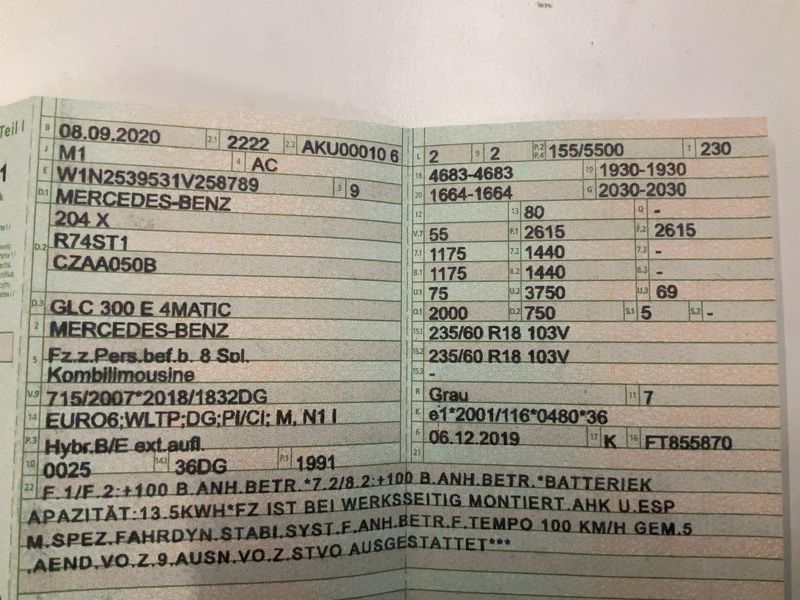 Teil I
B 08.09.2020 2.1 2222 2.2 AKU00010 6
J M1 4 AC
E W1N2539531V258789 3 9
D.1 MERCEDES-BENZ
204 X
D.2 R74ST1
CZAA050B
D.3 GLC 300 E 4MATIC
2 MERCEDES-BENZ
5 Fz.z.Pers.bef.b. 8 Spl.
Kombilimousine
V.9 715/2007*2018/1832DG
14 EURO6;WLTP;DG;PI/CI; M, N1 I
P.3 Hybr.B/E ext.aufl.
10 0025 14.1 36DG P.1 1991
L 2 9 2 P.2 P.4 155/5500 T 230
18 4683-4683 19 1930-1930
20 1664-1664 G 2030-2030
12 13 80 Q -
V.7 55 F.1 2615 F.2 2615
7.1 1175 7.2 1440 7.3 -
8.1 1175 8.2 1440 8.3 -
U.1 75 U.2 3750 U.3 69
O.1 2000 O.2 750 S.1 5 S.2 -
15.1 235/60 R18 103V
15.2 235/60 R18 103V
15.3 -
R Grau 11 7
K e1*2001/116*0480*36
6 06.12.2019 17 K 16 FT855870
21
22 F.1/F.2:+100 B.ANH.BETR.*7.2/8.2:+100 B.ANH.BETR.*BATTERIEK
APAZITÄT:13.5KWH*FZ IST BEI WERKSSEITIG MONTIERT.AHK U.ESP
M.SPEZ.FAHRDYN.STABI.SYST.F.ANH.BETR.F.TEMPO 100 KM/H GEM.5
.AEND.VO.Z.9.AUSN.VO.Z.STVO AUSGESTATTET***